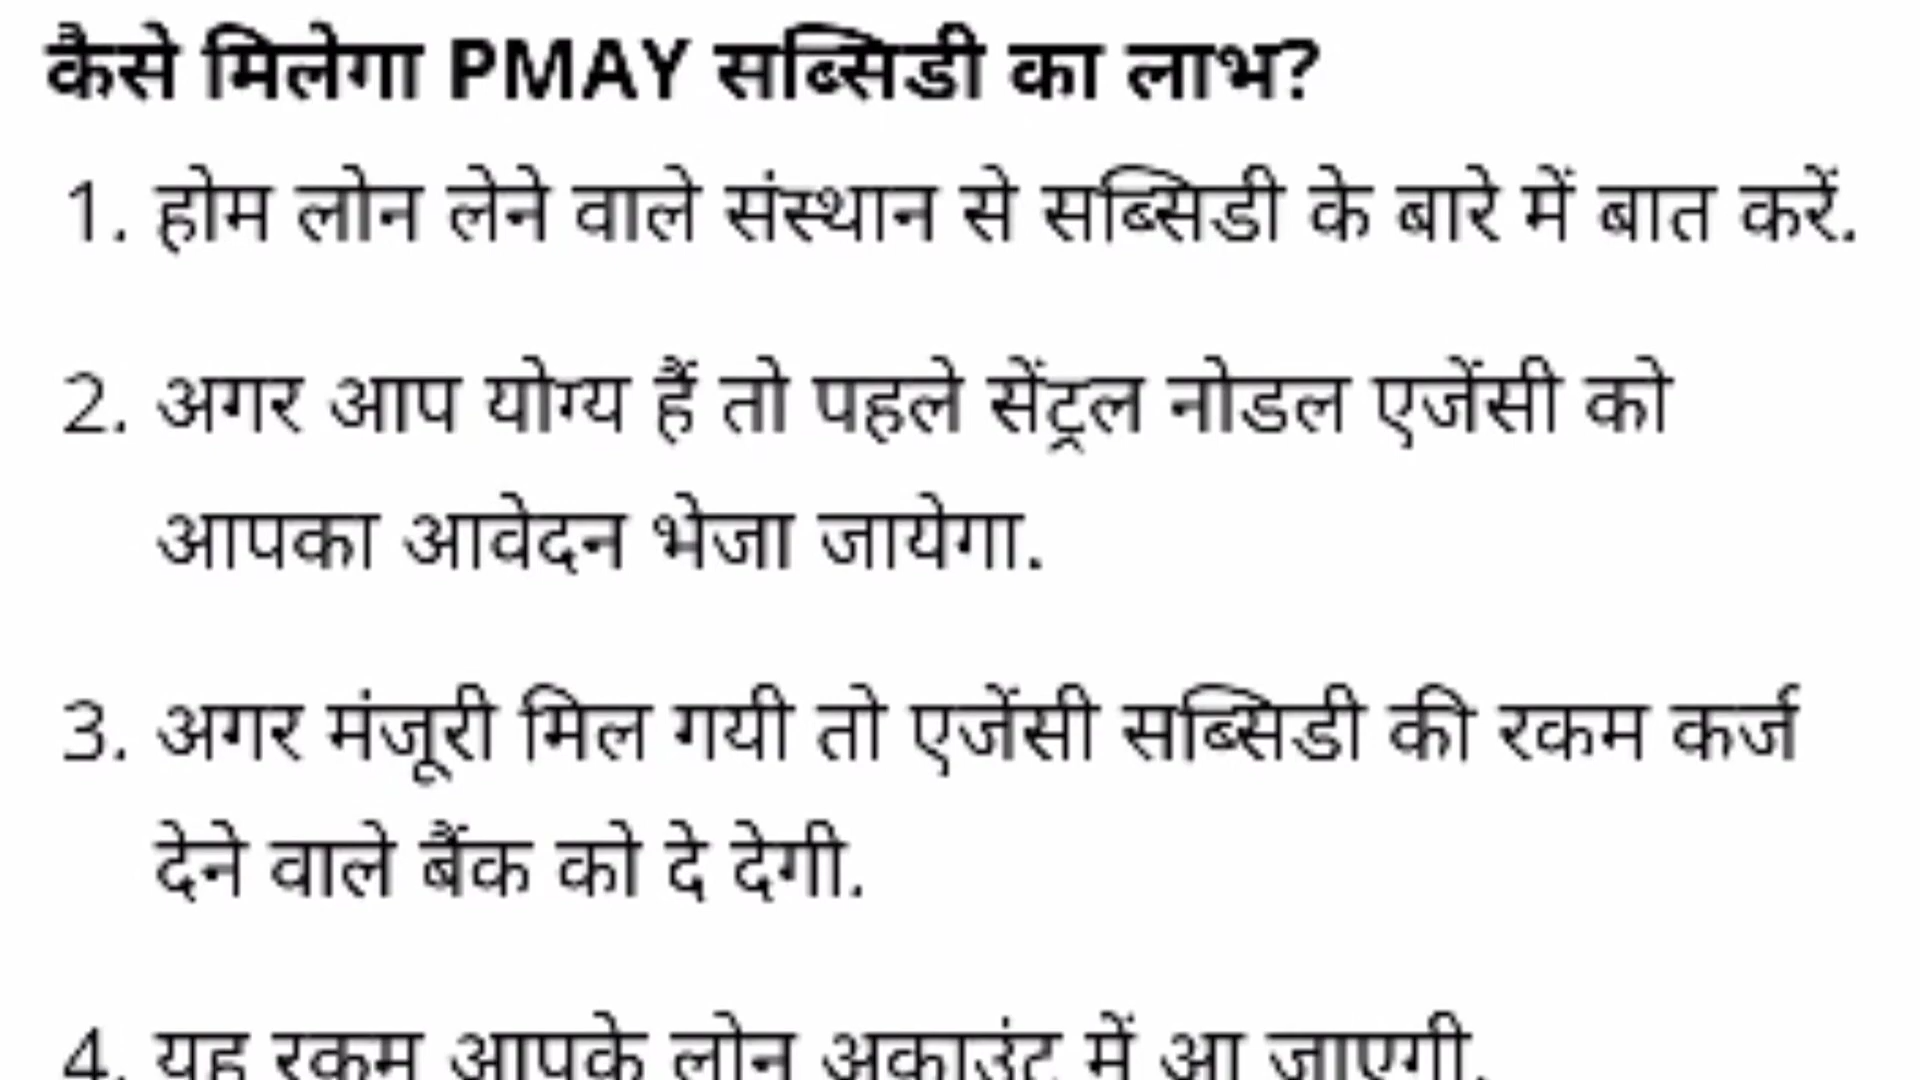 कैसे मिलेगा PMAY सब्सिडी का लाभ?
1. होम लोन लेने वाले संस्थान से सब्सिडी के बारे में बात करें.
2. अगर आप योग्य हैं तो पहले सेंट्रल नोडल एजेंसी को
आपका आवेदन भेजा जायेगा.
3. अगर मंजूरी मिल गयी तो एजेंसी सब्सिडी की रकम कर्ज
देने वाले बैंक को दे देगी.
4. यह रकम आपके लोन अकाउंट में आ जाएगी.